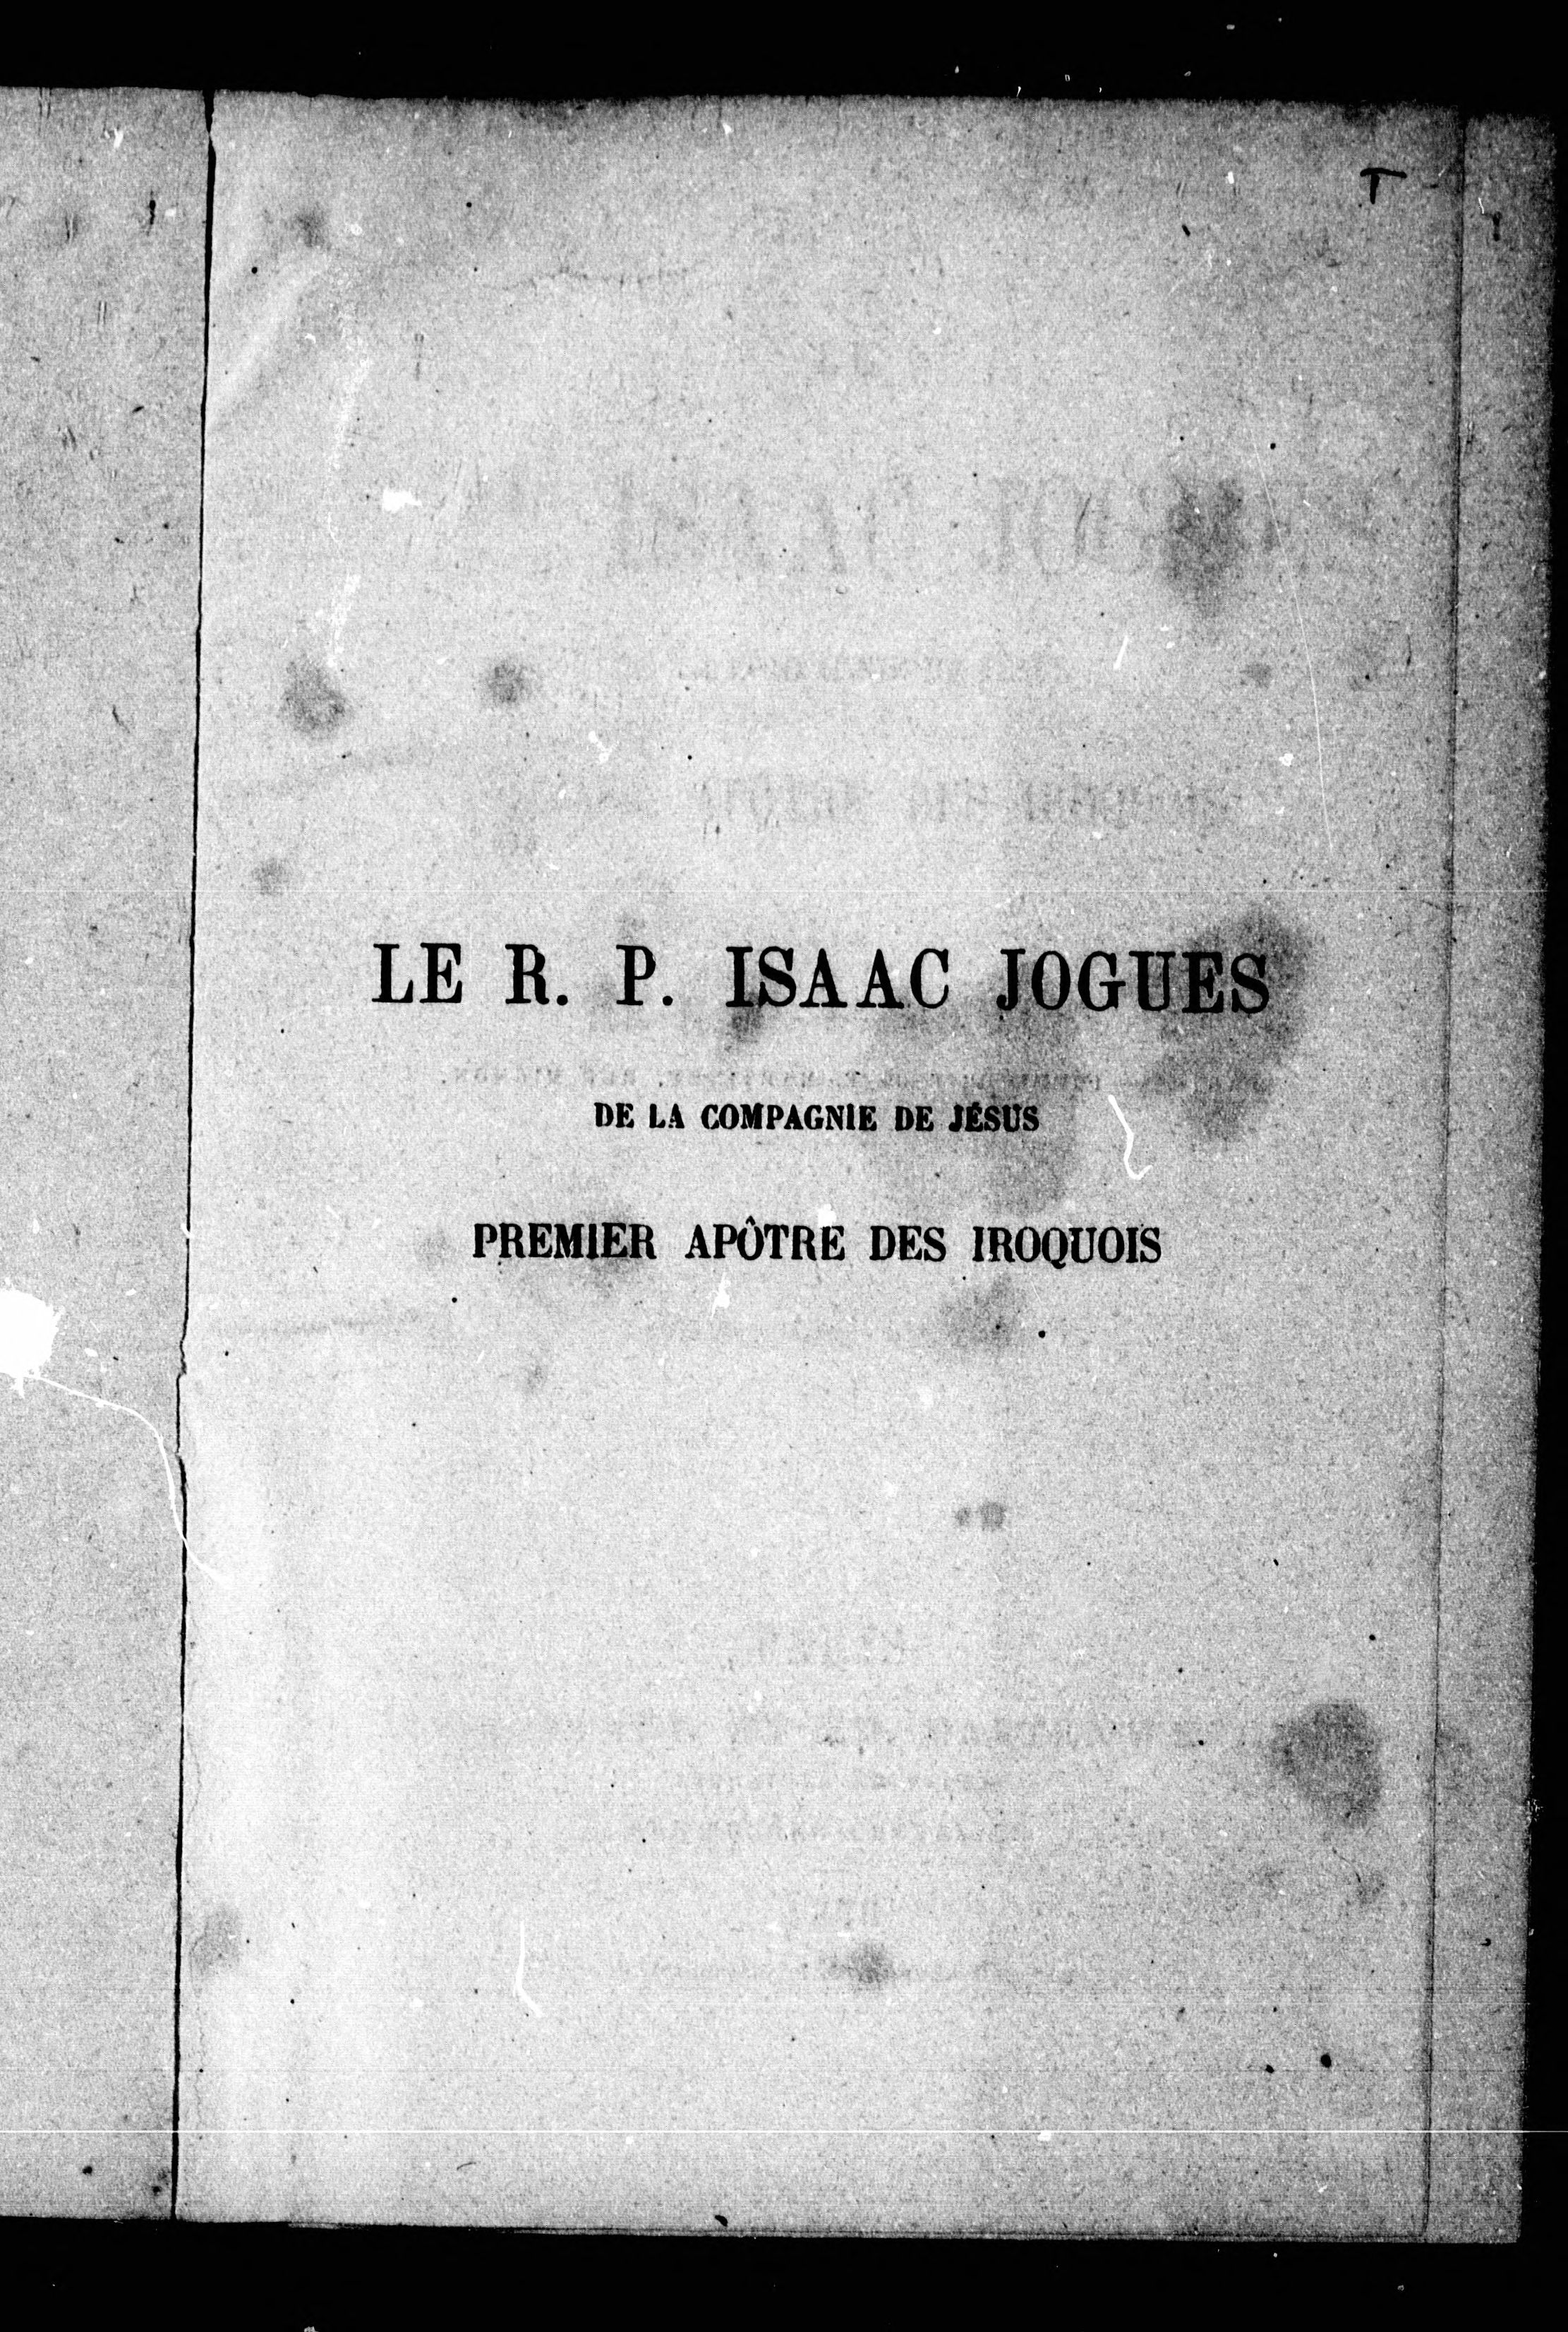 LE R. P. ISAAC JOGUES
DE LA COMPAGNIE DE JÉSUS
PREMIER APÔTRE DES IROQUOIS